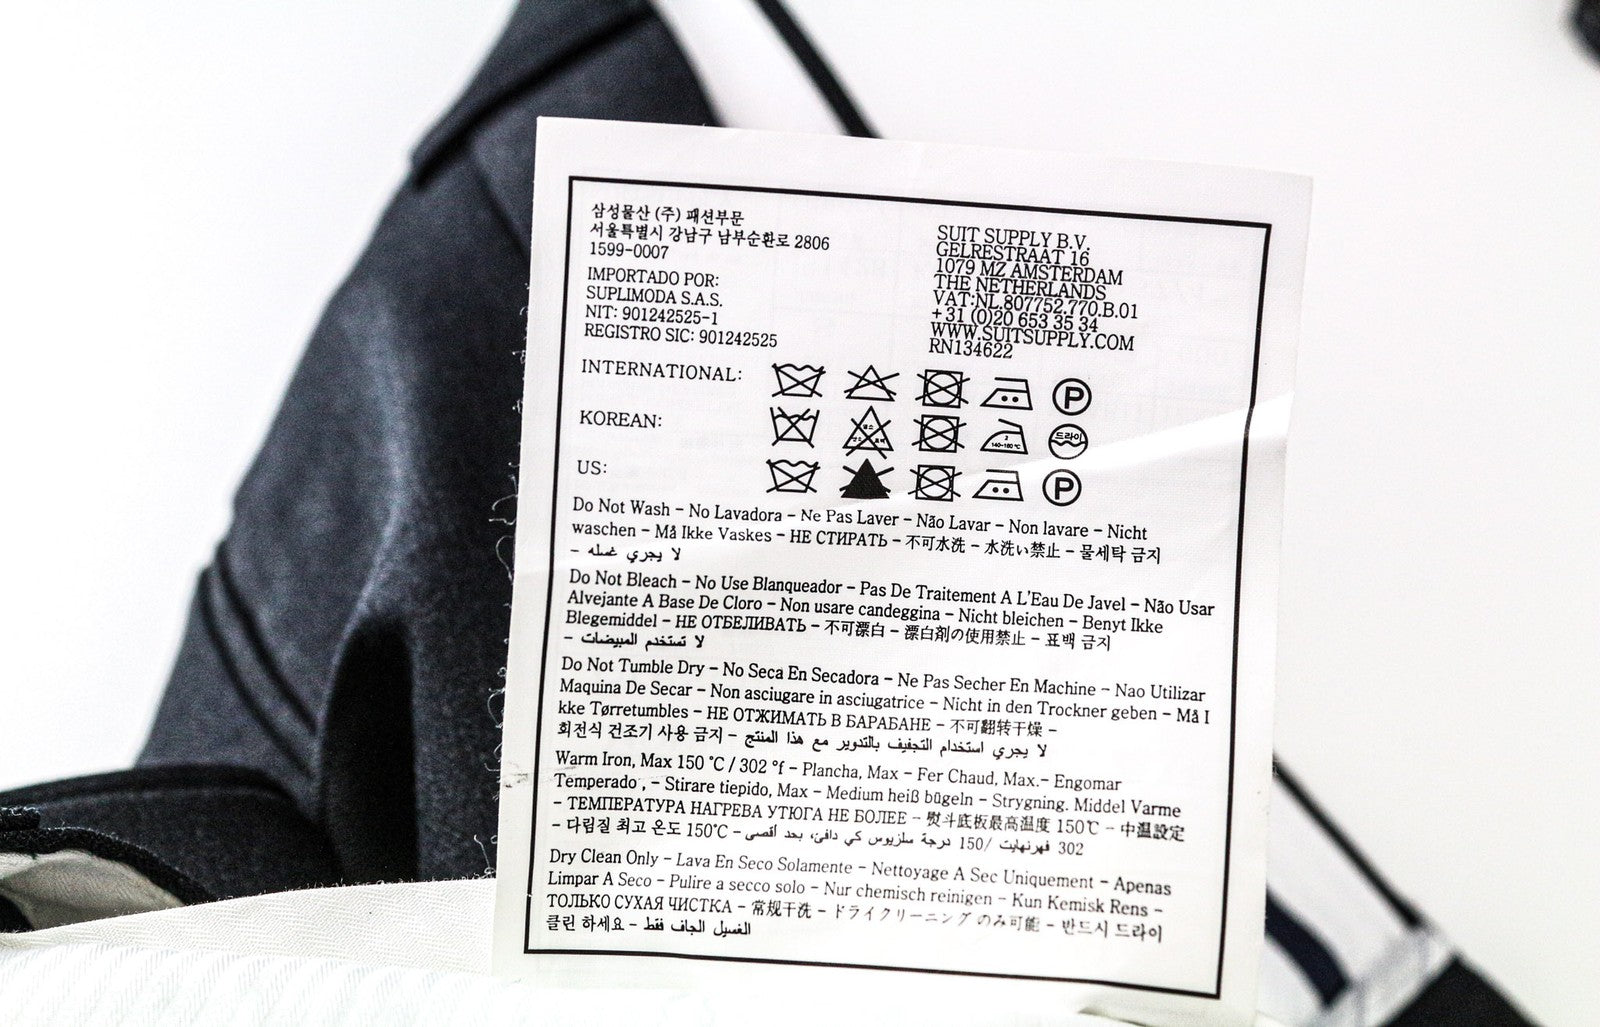 삼성물산 (주) 패션부문
서울특별시 강남구 남부순환로 2806
1599-0007
IMPORTADO POR:
SUPLIMODA S.A.S.
NIT: 901242525-1
REGISTRO SIC: 901242525
SUIT SUPPLY B.V.
GELRESTRAAT 16
1079 MZ AMSTERDAM
THE NETHERLANDS
VAT:NL.807752.770.B.01
+31 (0)20 653 35 34
WWW.SUITSUPPLY.COM
RN134622
INTERNATIONAL:
P
KOREAN:
2
140~160 ℃
드라이
US:
P
Do Not Wash – No Lavadora – Ne Pas Laver – Não Lavar – Non lavare – Nicht
waschen – Må Ikke Vaskes – НЕ СТИРАТЬ – 不可水洗 – 水洗い禁止 – 물세탁 금지
– لا يجري غسله
Do Not Bleach – No Use Blanqueador – Pas De Traitement A L'Eau De Javel – Não Usar
Alvejante A Base De Cloro – Non usare candeggina – Nicht bleichen – Benyt Ikke
Blegemiddel – НЕ ОТБЕЛИВАТЬ – 不可漂白 – 漂白剤の使用禁止 – 표백 금지
– لا تستخدم المبيضات
Do Not Tumble Dry – No Seca En Secadora – Ne Pas Secher En Machine – Nao Utilizar
Maquina De Secar – Non asciugare in asciugatrice – Nicht in den Trockner geben – Må I
kke Tørretumbles – НЕ ОТЖИМАТЬ В БАРАБАНЕ – 不可翻转干燥 –
회전식 건조기 사용 금지 – لا يجري استخدام التجفيف بالتدوير مع هذا المنتج
Warm Iron, Max 150 °C / 302 °f – Plancha, Max – Fer Chaud, Max.– Engomar
Temperado , – Stirare tiepido, Max – Medium heiß bügeln – Strygning. Middel Varme
– ТЕМПЕРАТУРА НАГРЕВА УТЮГА НЕ БОЛЕЕ – 熨斗底板最高温度 150℃ – 中温設定
– 다림질 최고 온도 150℃ – 302 فهرنهايت /150 درجة سلزيوس كي دافئ، بحد أقصى
Dry Clean Only – Lava En Seco Solamente – Nettoyage A Sec Uniquement – Apenas
Limpar A Seco – Pulire a secco solo – Nur chemisch reinigen – Kun Kemisk Rens –
ТОЛЬКО СУХАЯ ЧИСТКА – 常规干洗 – ドライクリーニング のみ可能 – 반드시 드라이
클린 하세요 – الغسيل الجاف فقط